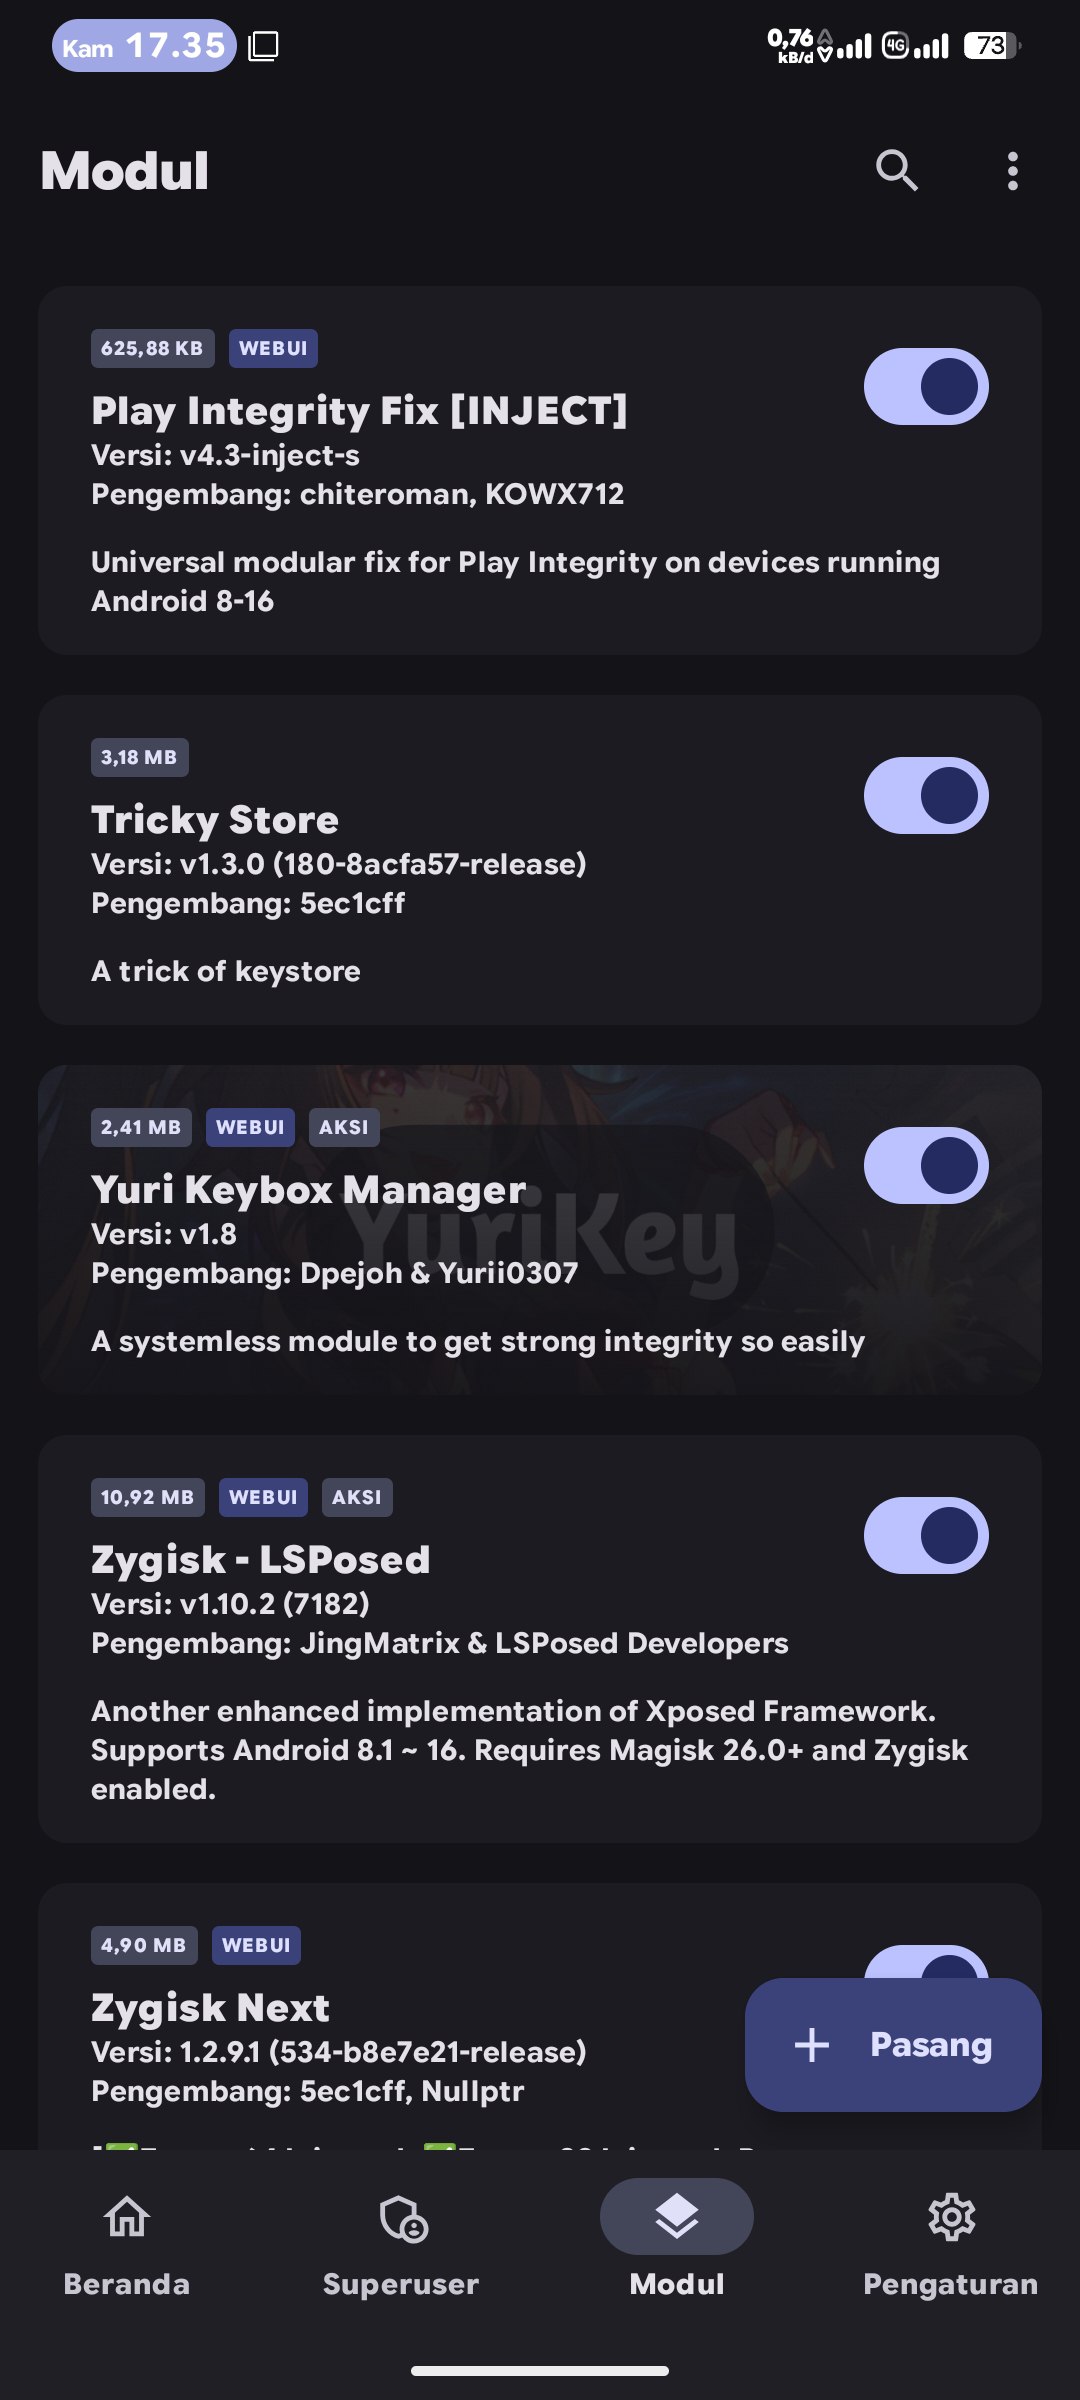 Kam 17.35
0,76 kB/d
4G
73
Modul
625,88 KB WEBUI
Play Integrity Fix [INJECT]
Versi: v4.3-inject-s
Pengembang: chiteroman, KOWX712
Universal modular fix for Play Integrity on devices running
Android 8-16
3,18 MB
Tricky Store
Versi: v1.3.0 (180-8acfa57-release)
Pengembang: 5ec1cff
A trick of keystore
2,41 MB WEBUI AKSI
Yuri Keybox Manager
YuriKey
Versi: v1.8
Pengembang: Dpejoh & Yurii0307
A systemless module to get strong integrity so easily
10,92 MB WEBUI AKSI
Zygisk - LSPosed
Versi: v1.10.2 (7182)
Pengembang: JingMatrix & LSPosed Developers
Another enhanced implementation of Xposed Framework.
Supports Android 8.1 ~ 16. Requires Magisk 26.0+ and Zygisk
enabled.
4,90 MB WEBUI
Zygisk Next
Versi: 1.2.9.1 (534-b8e7e21-release)
Pengembang: 5ec1cff, Nullptr
Pasang
Beranda
Superuser
Modul
Pengaturan